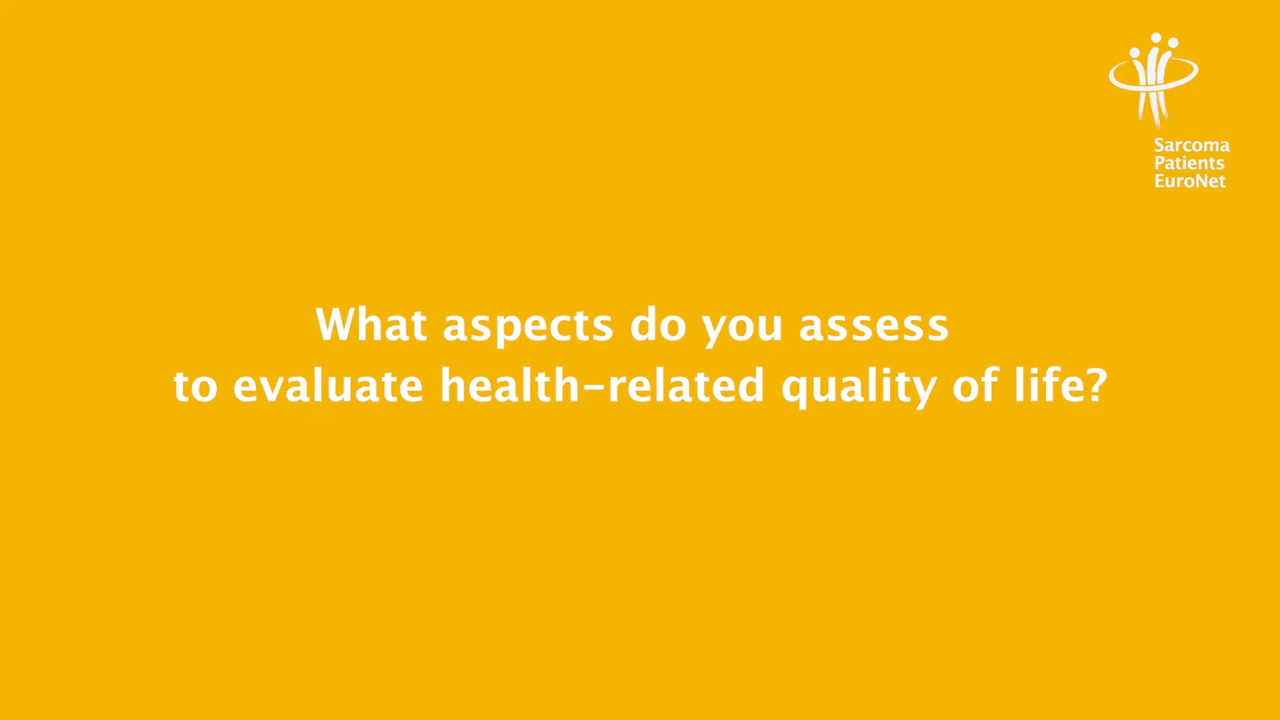 Sarcoma
Patients
EuroNet
What aspects do you assess
to evaluate health-related quality of life?